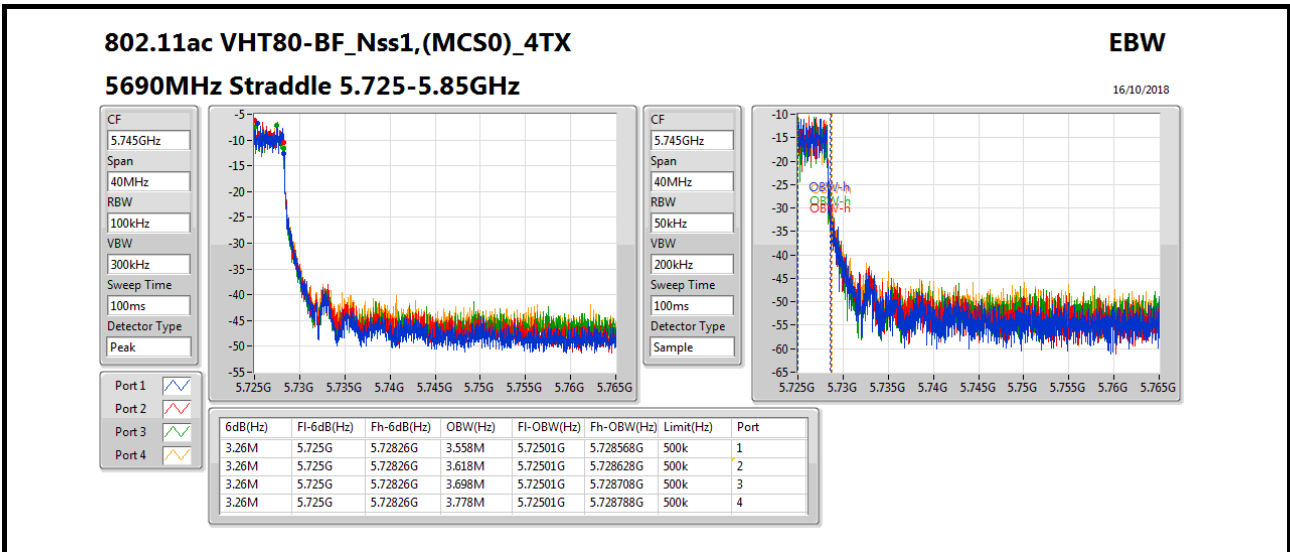 802.11ac VHT80-BF_Nss1,(MCS0)_4TX
EBW
5690MHz Straddle 5.725-5.85GHz
16/10/2018
CF
5.745GHz
Span
40MHz
RBW
100kHz
VBW
300kHz
Sweep Time
100ms
Detector Type
Peak
-5
-10
-15
-20
-25
-30
-35
-40
-45
-50
-55
5.725G 5.73G 5.735G 5.74G 5.745G 5.75G 5.755G 5.76G 5.765G
CF
5.745GHz
Span
40MHz
RBW
50kHz
VBW
200kHz
Sweep Time
100ms
Detector Type
Sample
-10
-15
-20
-25
-30
-35
-40
-45
-50
-55
-60
-65
OBW-h
OBW-h
OBW-h
5.725G 5.73G 5.735G 5.74G 5.745G 5.75G 5.755G 5.76G 5.765G
Port 1
Port 2
Port 3
Port 4
6dB(Hz) Fl-6dB(Hz) Fh-6dB(Hz) OBW(Hz) Fl-OBW(Hz) Fh-OBW(Hz) Limit(Hz) Port
3.26M 5.725G 5.72826G 3.558M 5.72501G 5.728568G 500k 1
3.26M 5.725G 5.72826G 3.618M 5.72501G 5.728628G 500k 2
3.26M 5.725G 5.72826G 3.698M 5.72501G 5.728708G 500k 3
3.26M 5.725G 5.72826G 3.778M 5.72501G 5.728788G 500k 4